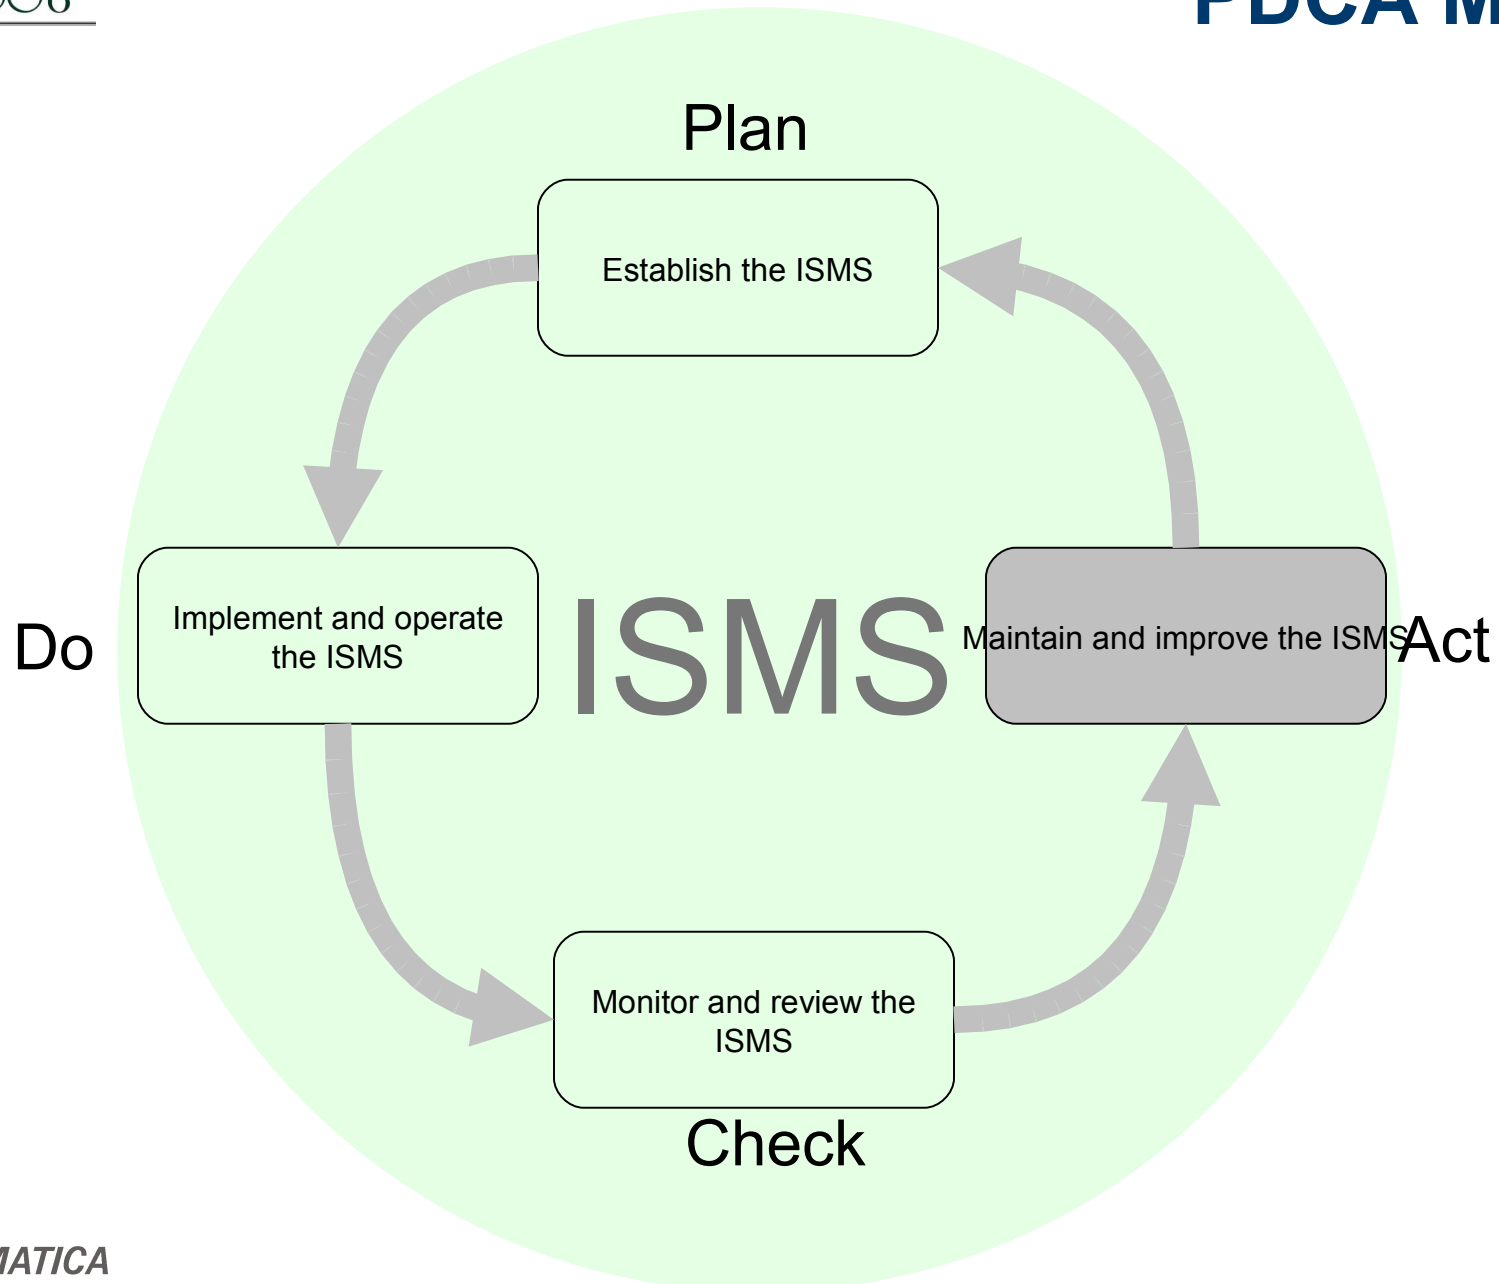 PDCA M
Plan
Establish the ISMS
Do
Implement and operate
the ISMS
ISMS
Maintain and improve the ISMS
Act
Monitor and review the
ISMS
Check
MATICA